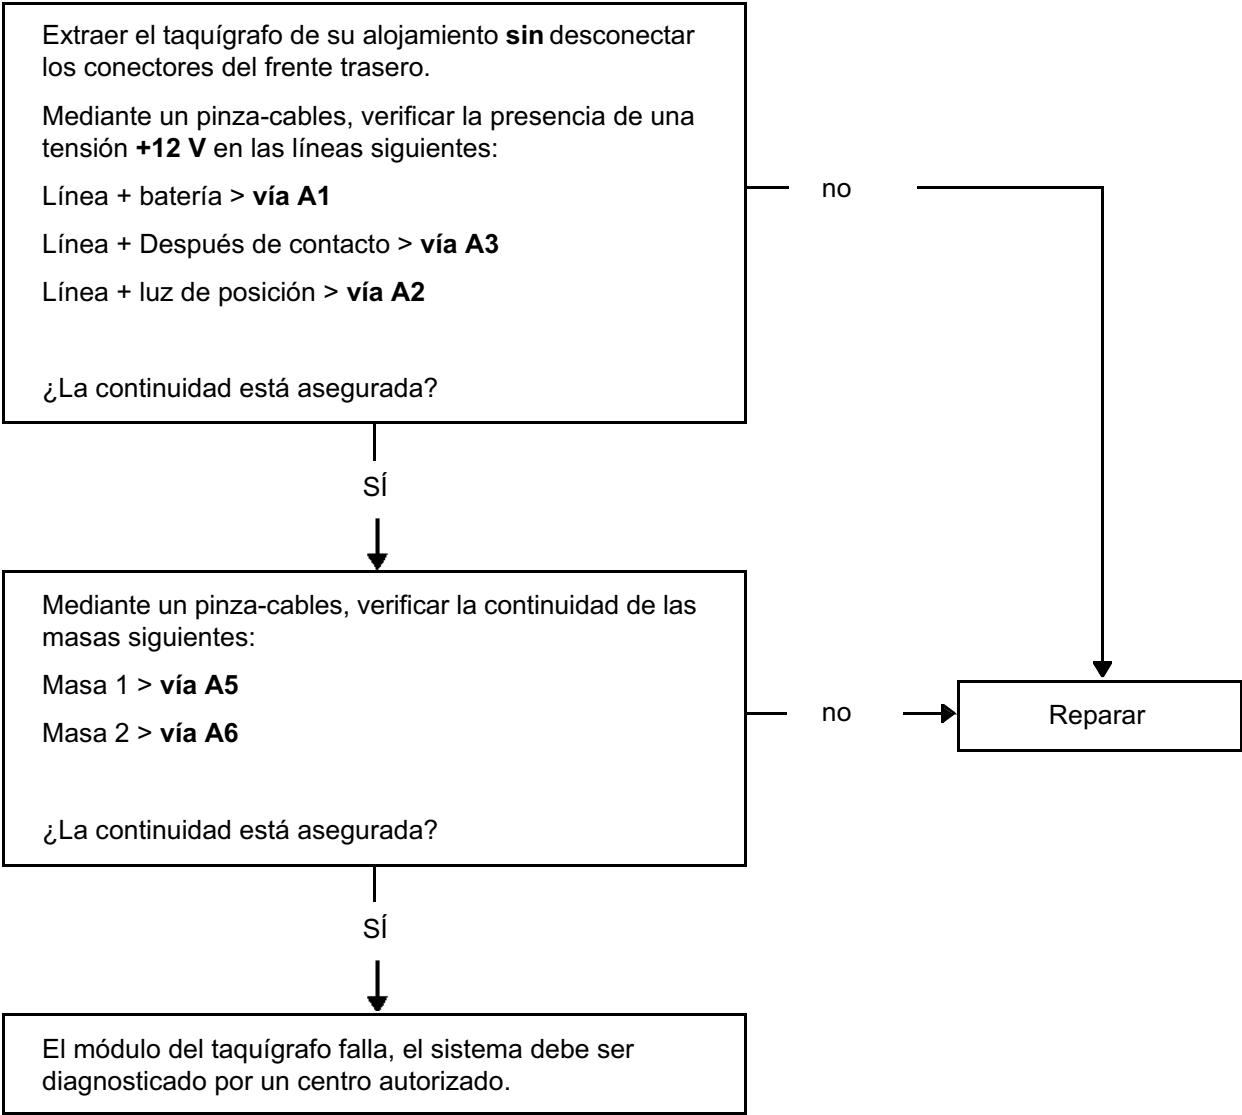 Extraer el taquígrafo de su alojamiento sin desconectar
los conectores del frente trasero.
Mediante un pinza-cables, verificar la presencia de una
tensión +12 V en las líneas siguientes:
Línea + batería > vía A1
Línea + Después de contacto > vía A3
Línea + luz de posición > vía A2
¿La continuidad está asegurada?
no
SÍ
Mediante un pinza-cables, verificar la continuidad de las
masas siguientes:
Masa 1 > vía A5
Masa 2 > vía A6
¿La continuidad está asegurada?
no
Reparar
SÍ
El módulo del taquígrafo falla, el sistema debe ser
diagnosticado por un centro autorizado.